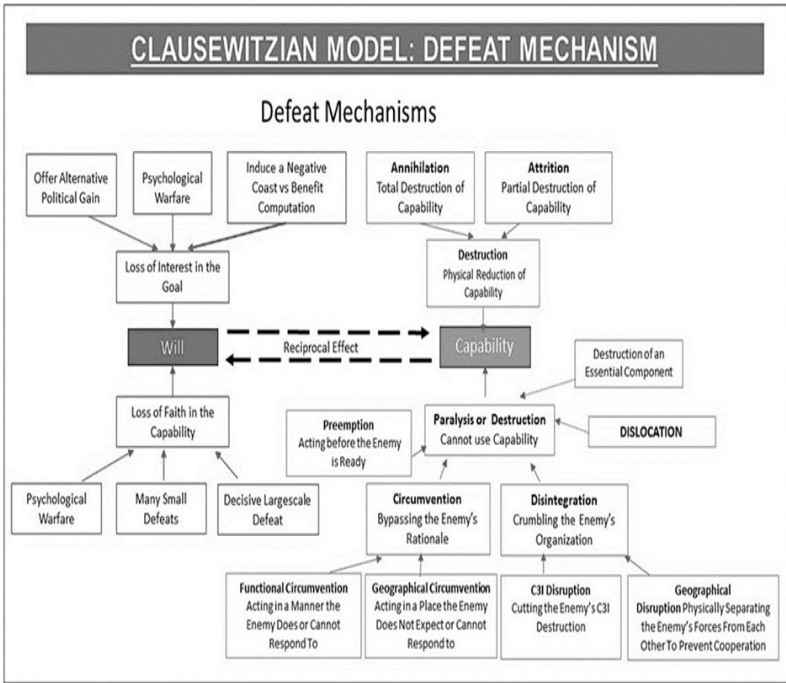 CLAUSEWITZIAN MODEL: DEFEAT MECHANISM
Defeat Mechanisms
Offer Alternative
Political Gain
Psychological
Warfare
Induce a Negative
Coast vs Benefit
Computation
Annihilation
Total Destruction of
Capability
Attrition
Partial Destruction of
Capability
Loss of Interest in the
Goal
Destruction
Physical Reduction of
Capability
Will
Reciprocal Effect
Capability
Destruction of an
Essential Component
Loss of Faith in the
Capability
Preemption
Acting before the Enemy
is Ready
Paralysis or Destruction
Cannot use Capability
DISLOCATION
Psychological
Warfare
Many Small
Defeats
Decisive Largescale
Defeat
Circumvention
Bypassing the Enemy's
Rationale
Disintegration
Crumbling the Enemy's
Organization
Functional Circumvention
Acting in a Manner the
Enemy Does or Cannot
Respond To
Geographical Circumvention
Acting in a Place the Enemy
Does Not Expect or Cannot
Respond to
C3I Disruption
Cutting the Enemy's C3I
Destruction
Geographical
Disruption Physically Separating
the Enemy's Forces From Each
Other To Prevent Cooperation